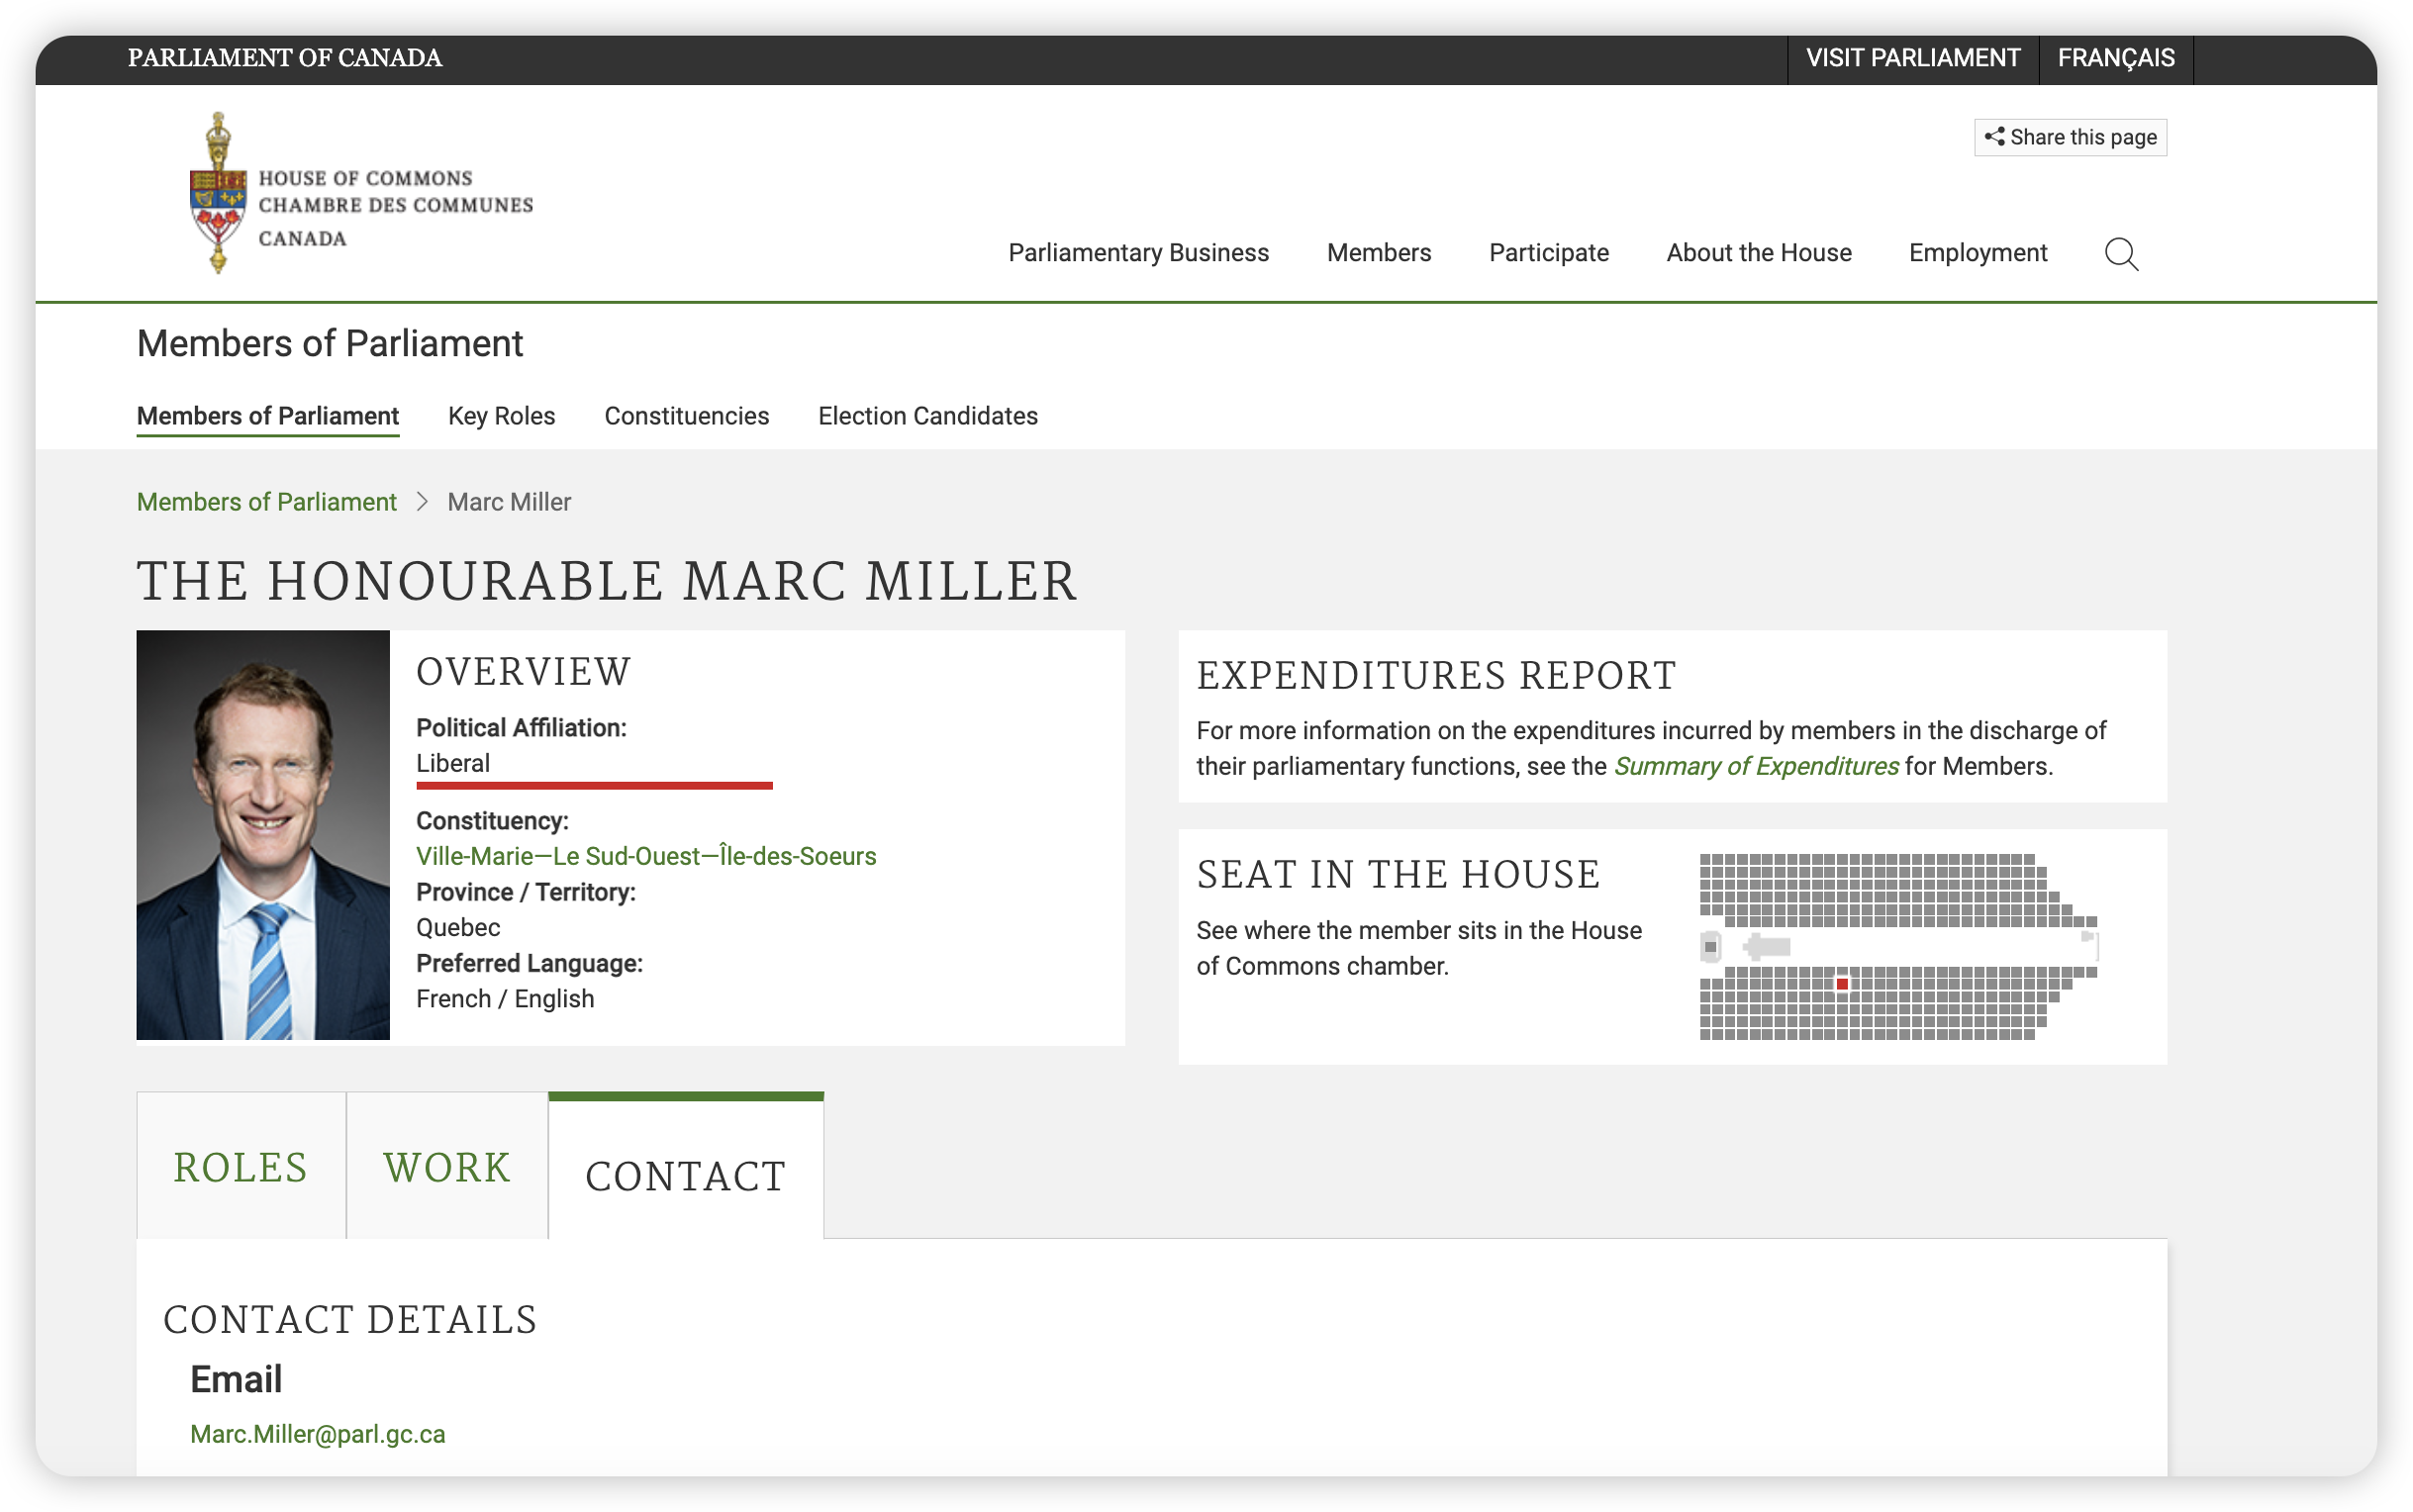 PARLIAMENT OF CANADA
VISIT PARLIAMENT
FRANÇAIS
Share this page
HOUSE OF COMMONS
CHAMBRE DES COMMUNES
CANADA
Parliamentary Business
Members
Participate
About the House
Employment
Members of Parliament
Members of Parliament
Key Roles
Constituencies
Election Candidates
Members of Parliament
Marc Miller
THE HONOURABLE MARC MILLER
OVERVIEW
Political Affiliation:
Liberal
Constituency:
Ville-Marie—Le Sud-Ouest—Île-des-Soeurs
Province / Territory:
Quebec
Preferred Language:
French / English
EXPENDITURES REPORT
For more information on the expenditures incurred by members in the discharge of
their parliamentary functions, see the Summary of Expenditures for Members.
SEAT IN THE HOUSE
See where the member sits in the House
of Commons chamber.
ROLES
WORK
CONTACT
CONTACT DETAILS
Email
Marc.Miller@parl.gc.ca